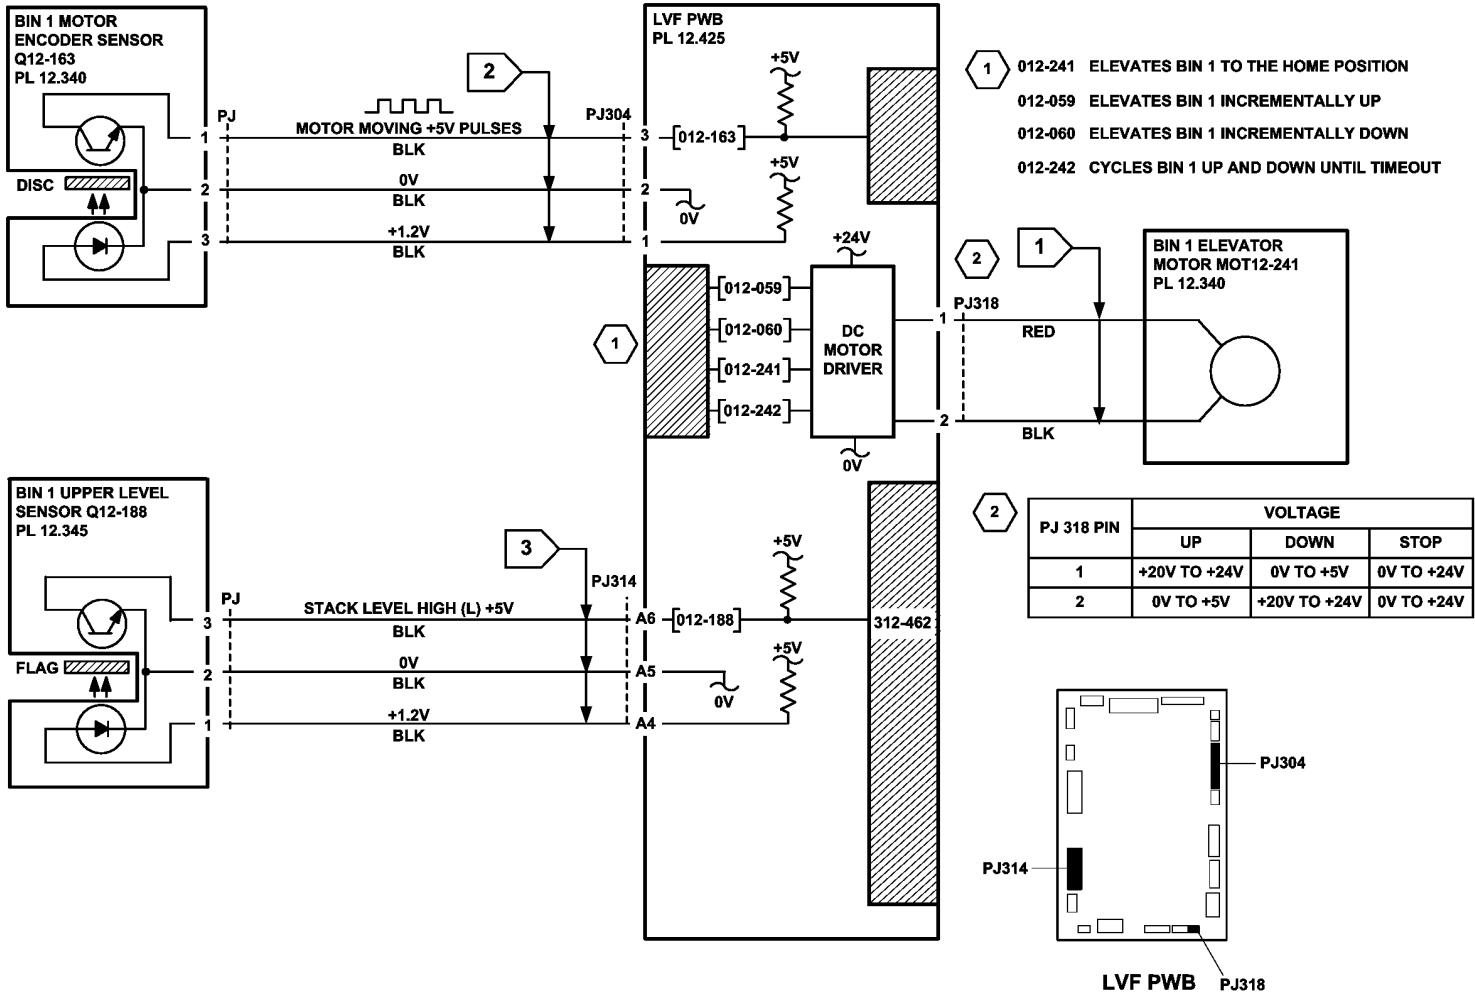 BIN 1 MOTOR
ENCODER SENSOR
Q12-163
PL 12.340
DISC
1
2
3
PJ
MOTOR MOVING +5V PULSES
BLK
0V
BLK
+1.2V
BLK
2
PJ304
3
2
1
LVF PWB
PL 12.425
+5V
[012-163]
+5V
0V
+24V
1
[012-059]
[012-060]
[012-241]
[012-242]
DC
MOTOR
DRIVER
0V
1 012-241 ELEVATES BIN 1 TO THE HOME POSITION
012-059 ELEVATES BIN 1 INCREMENTALLY UP
012-060 ELEVATES BIN 1 INCREMENTALLY DOWN
012-242 CYCLES BIN 1 UP AND DOWN UNTIL TIMEOUT
2
1
PJ318
1
RED
2
BLK
BIN 1 ELEVATOR
MOTOR MOT12-241
PL 12.340
BIN 1 UPPER LEVEL
SENSOR Q12-188
PL 12.345
FLAG
3
2
1
PJ
STACK LEVEL HIGH (L) +5V
BLK
0V
BLK
+1.2V
BLK
3
PJ314
A6
A5
A4
[012-188]
+5V
+5V
0V
312-462
2
PJ 318 PIN VOLTAGE
UP DOWN STOP
1 +20V TO +24V 0V TO +5V 0V TO +24V
2 0V TO +5V +20V TO +24V 0V TO +24V
PJ304
PJ314
LVF PWB
PJ318